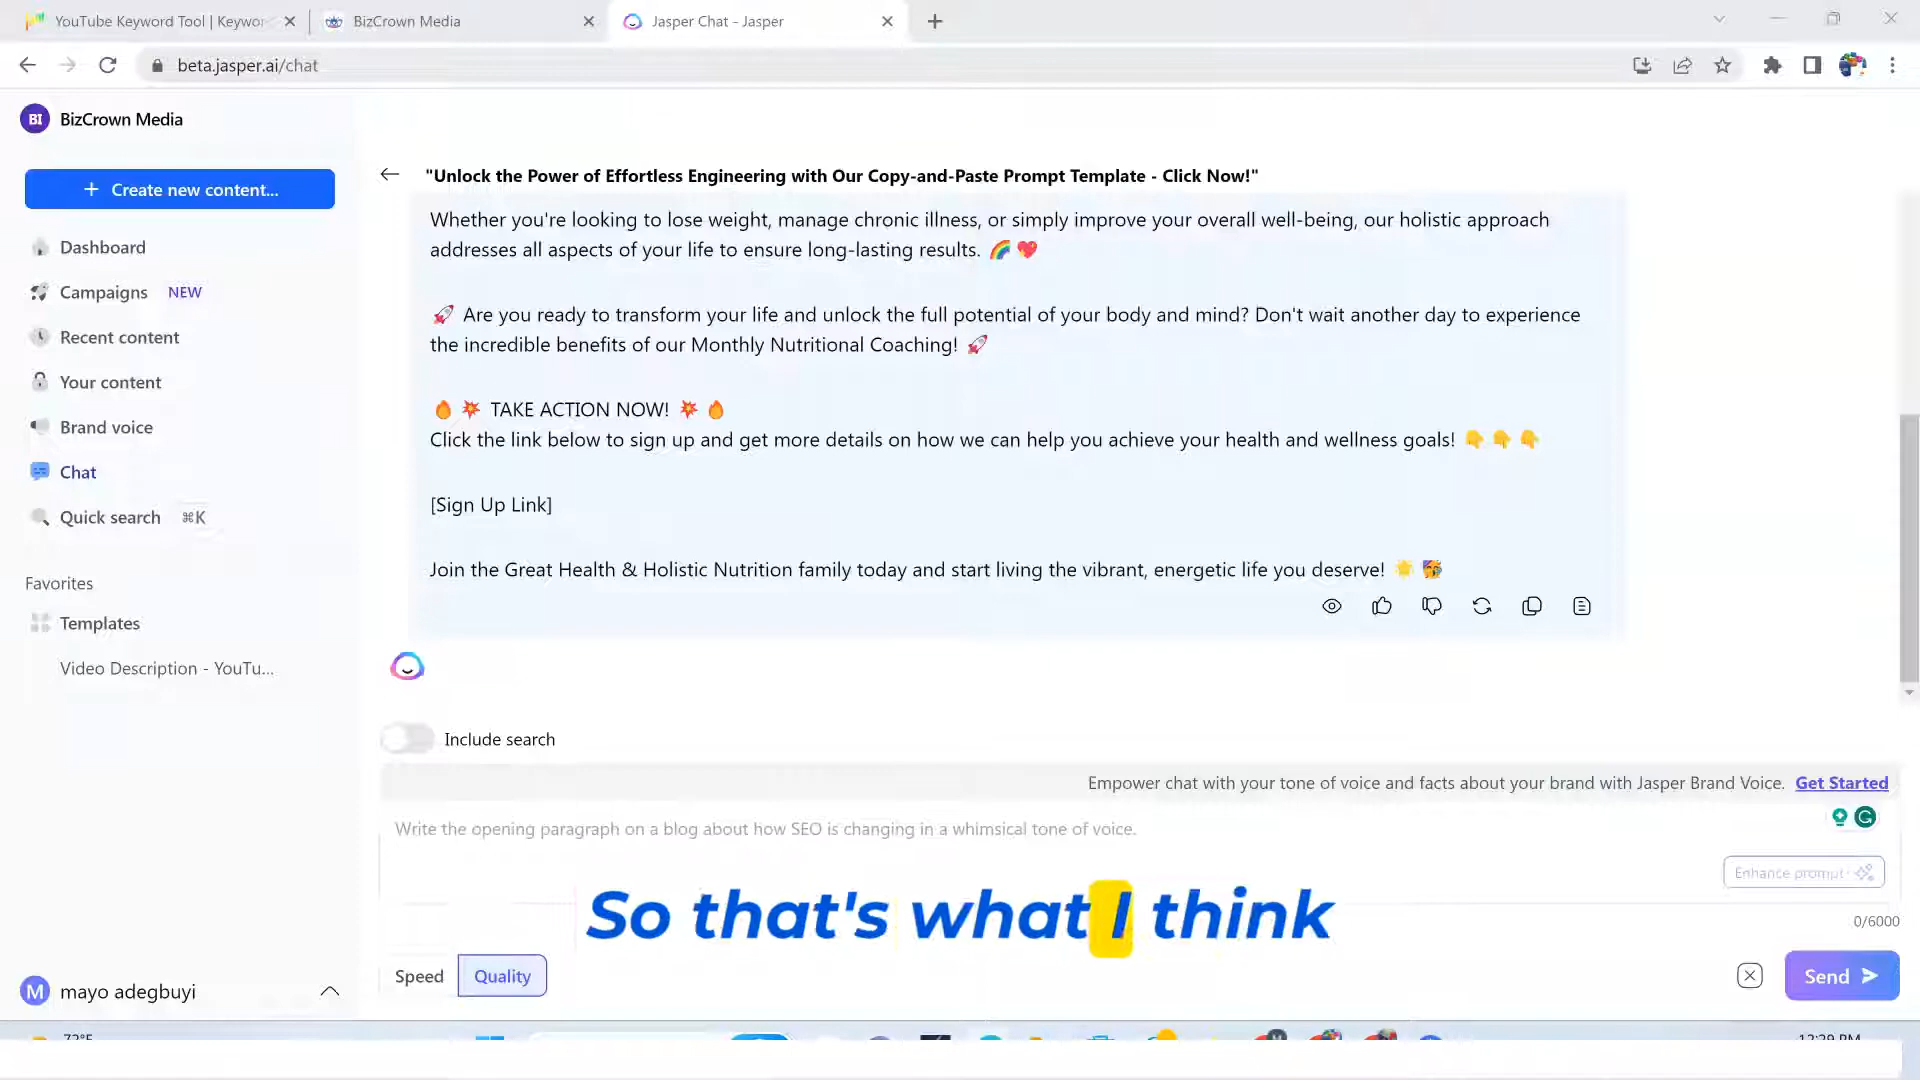 YouTube Keyword Tool | Keywor
BizCrown Media
Jasper Chat - Jasper
beta.jasper.ai/chat
BI BizCrown Media
+ Create new content...
Dashboard
Campaigns NEW
Recent content
Your content
Brand voice
Chat
Quick search ⌘K
Favorites
Templates
Video Description - YouTu...
M mayo adegbuyi
"Unlock the Power of Effortless Engineering with Our Copy-and-Paste Prompt Template - Click Now!"
Whether you're looking to lose weight, manage chronic illness, or simply improve your overall well-being, our holistic approach
addresses all aspects of your life to ensure long-lasting results. 🌈 💖
🚀 Are you ready to transform your life and unlock the full potential of your body and mind? Don't wait another day to experience
the incredible benefits of our Monthly Nutritional Coaching! 🚀
🔥 💥 TAKE ACTION NOW! 💥 🔥
Click the link below to sign up and get more details on how we can help you achieve your health and wellness goals! 👇 👇 👇
[Sign Up Link]
Join the Great Health & Holistic Nutrition family today and start living the vibrant, energetic life you deserve! 🌟 🥳
Include search
Empower chat with your tone of voice and facts about your brand with Jasper Brand Voice. Get Started
Write the opening paragraph on a blog about how SEO is changing in a whimsical tone of voice.
Enhance prompt
So that's what I think
0/6000
Speed Quality
Send
72°F
12:29 PM